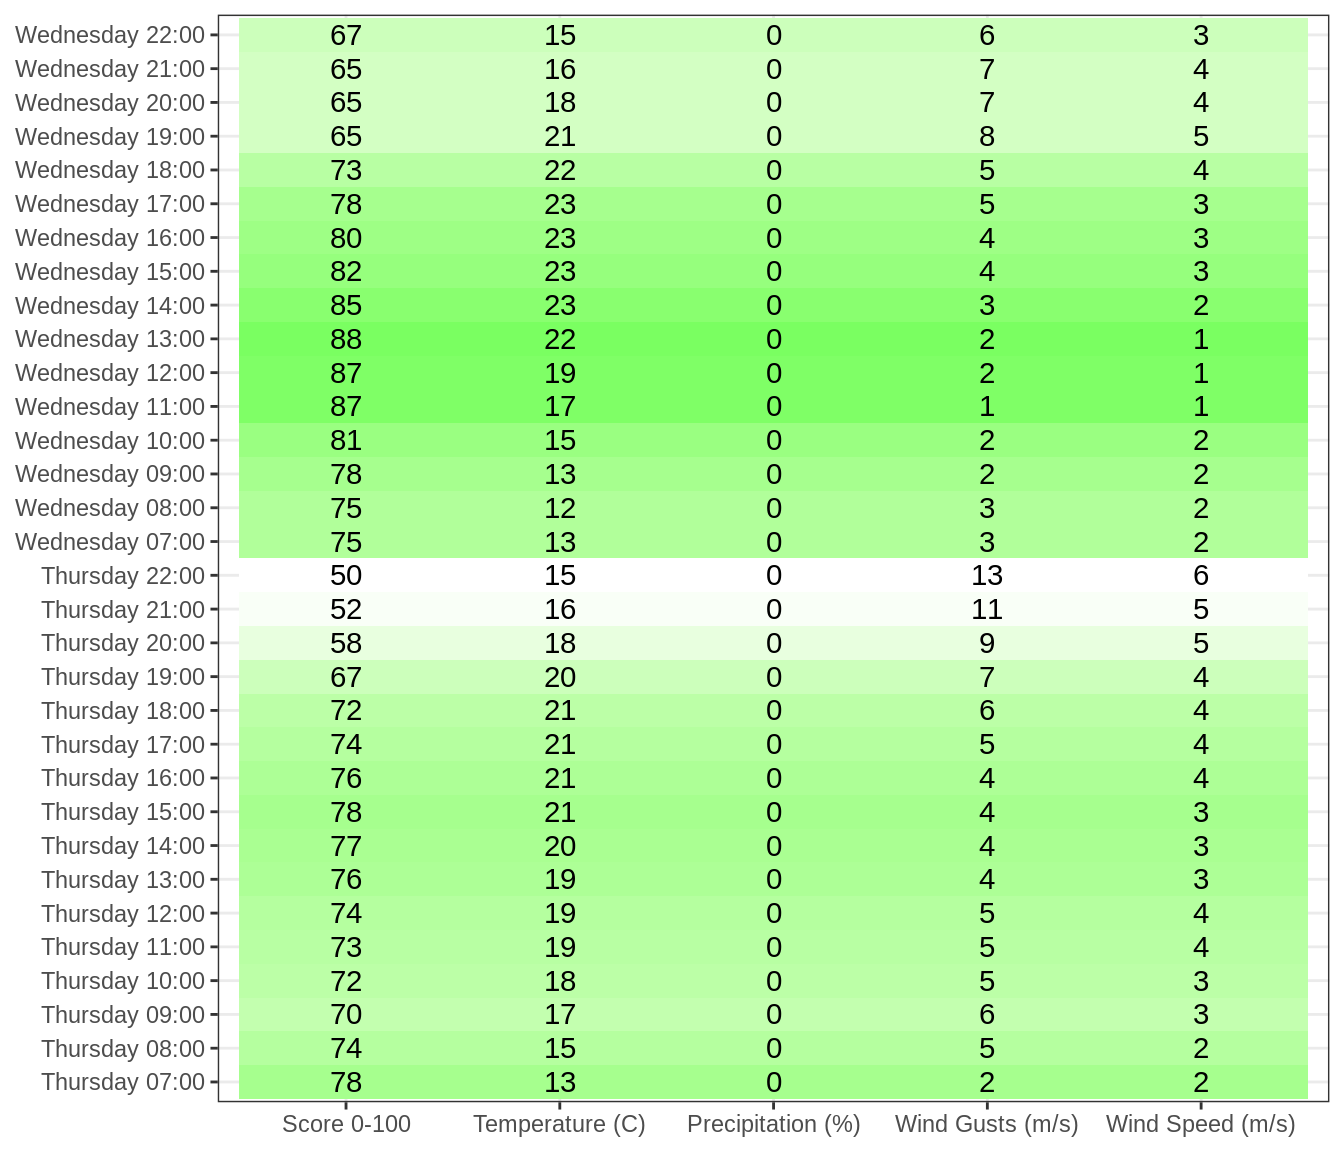 Wednesday 22:00 67 15 0 6 3
Wednesday 21:00 65 16 0 7 4
Wednesday 20:00 65 18 0 7 4
Wednesday 19:00 65 21 0 8 5
Wednesday 18:00 73 22 0 5 4
Wednesday 17:00 78 23 0 5 3
Wednesday 16:00 80 23 0 4 3
Wednesday 15:00 82 23 0 4 3
Wednesday 14:00 85 23 0 3 2
Wednesday 13:00 88 22 0 2 1
Wednesday 12:00 87 19 0 2 1
Wednesday 11:00 87 17 0 1 1
Wednesday 10:00 81 15 0 2 2
Wednesday 09:00 78 13 0 2 2
Wednesday 08:00 75 12 0 3 2
Wednesday 07:00 75 13 0 3 2
Thursday 22:00 50 15 0 13 6
Thursday 21:00 52 16 0 11 5
Thursday 20:00 58 18 0 9 5
Thursday 19:00 67 20 0 7 4
Thursday 18:00 72 21 0 6 4
Thursday 17:00 74 21 0 5 4
Thursday 16:00 76 21 0 4 4
Thursday 15:00 78 21 0 4 3
Thursday 14:00 77 20 0 4 3
Thursday 13:00 76 19 0 4 3
Thursday 12:00 74 19 0 5 4
Thursday 11:00 73 19 0 5 4
Thursday 10:00 72 18 0 5 3
Thursday 09:00 70 17 0 6 3
Thursday 08:00 74 15 0 5 2
Thursday 07:00 78 13 0 2 2
Score 0-100 Temperature (C) Precipitation (%) Wind Gusts (m/s) Wind Speed (m/s)